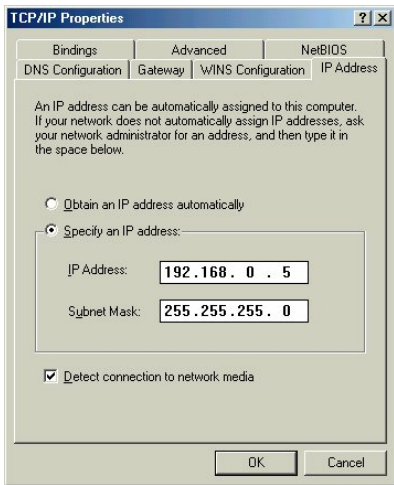 TCP/IP Properties
Bindings Advanced NetBIOS
DNS Configuration Gateway WINS Configuration IP Address
An IP address can be automatically assigned to this computer.
If your network does not automatically assign IP addresses, ask
your network administrator for an address, and then type it in
the space below.
Obtain an IP address automatically
Specify an IP address:
IP Address: 192.168. 0 . 5
Subnet Mask: 255.255.255. 0
Detect connection to network media
OK Cancel